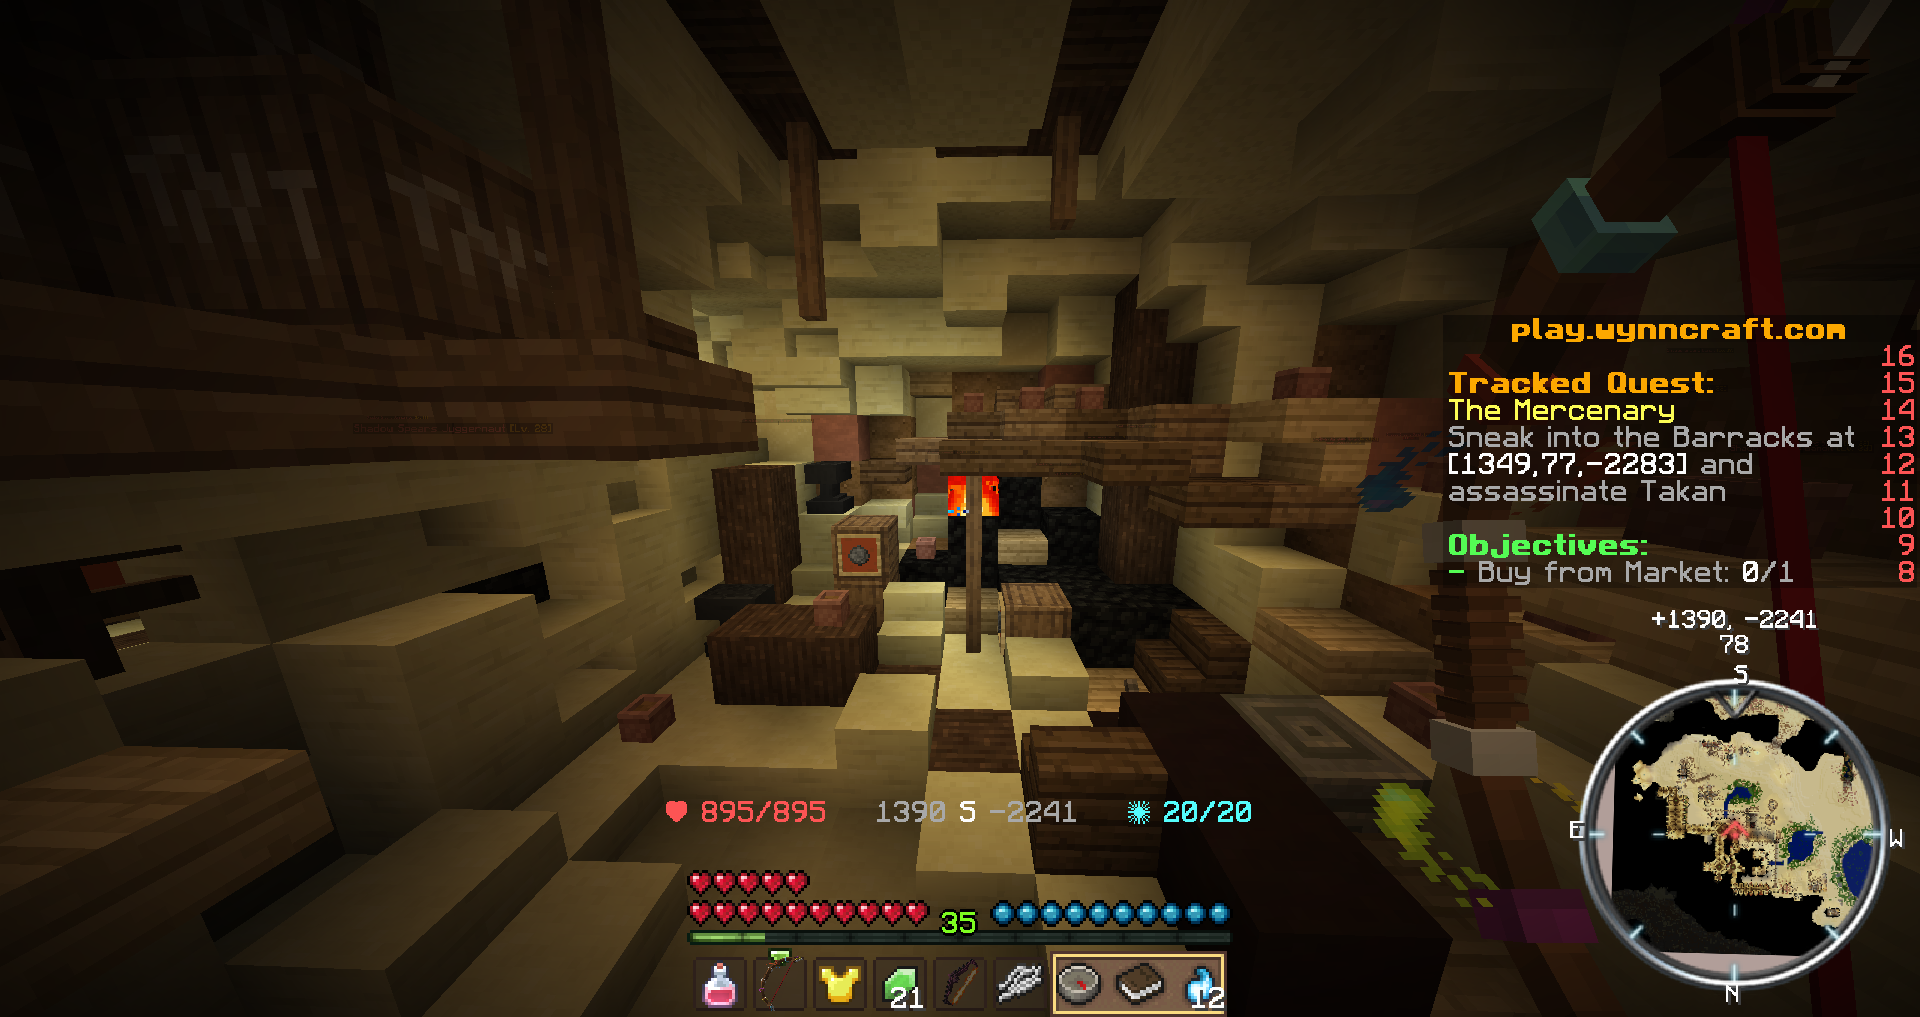 TNT
play.wynncraft.com
16
Tracked Quest: 15
The Mercenary 14
Sneak into the Barracks at 13
[1349,77,-2283] and 12
assassinate Takan 11
10
Objectives: 9
- Buy from Market: 0/1 8
+1390, -2241
78
S
E
W
N
895/895 1390 S -2241 20/20
35
21
12